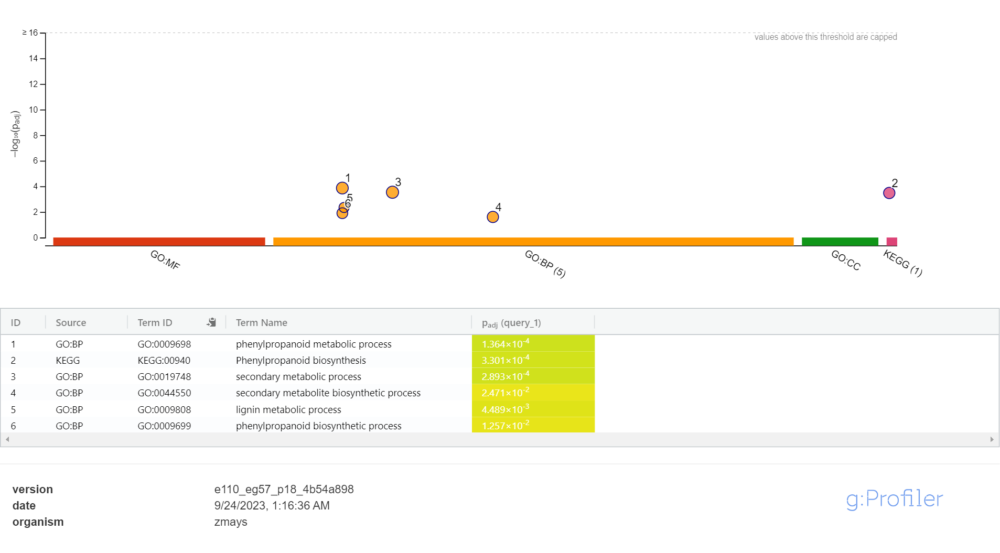 ≥ 16
values above this threshold are capped
14
12
10
8
6
4
2
0
–log₁₀(padj)
1
3
2
5
6
4
GO:MF
GO:BP (5)
GO:CC
KEGG (1)
ID Source Term ID Term Name padj (query_1)
1 GO:BP GO:0009698 phenylpropanoid metabolic process 1.364×10⁻⁴
2 KEGG KEGG:00940 Phenylpropanoid biosynthesis 3.301×10⁻⁴
3 GO:BP GO:0019748 secondary metabolic process 2.893×10⁻⁴
4 GO:BP GO:0044550 secondary metabolite biosynthetic process 2.471×10⁻²
5 GO:BP GO:0009808 lignin metabolic process 4.489×10⁻³
6 GO:BP GO:0009699 phenylpropanoid biosynthetic process 1.257×10⁻²
version e110_eg57_p18_4b54a898
date 9/24/2023, 1:16:36 AM
organism zmays
g:Profiler